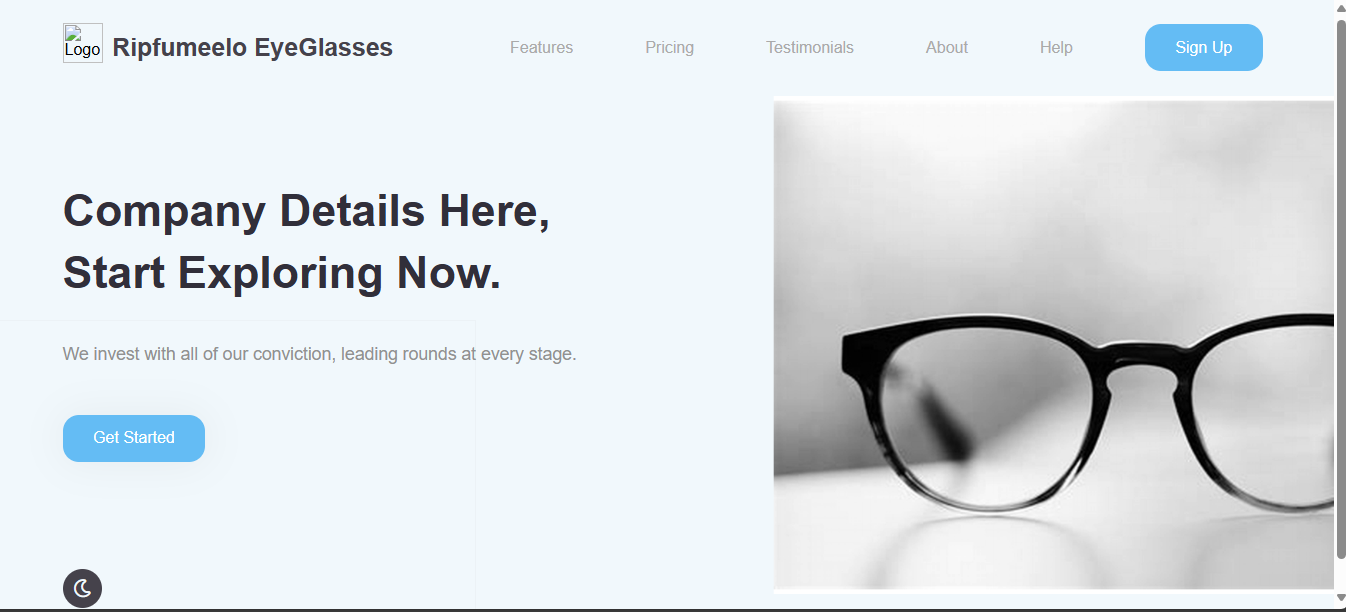 Logo
Ripfumeelo EyeGlasses
Features
Pricing
Testimonials
About
Help
Sign Up
Company Details Here,
Start Exploring Now.
We invest with all of our conviction, leading rounds at every stage.
Get Started